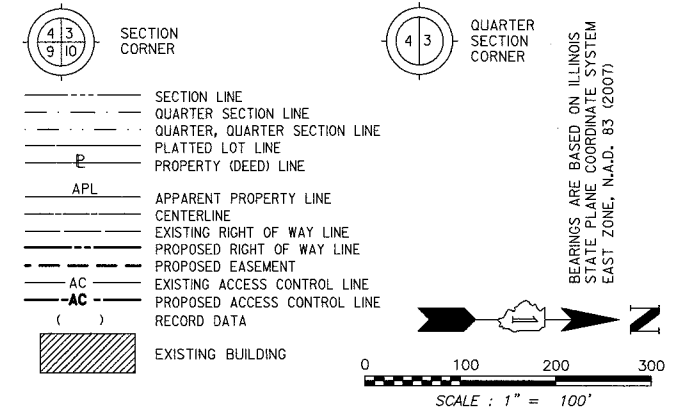 4 3
9 10
SECTION
CORNER
4 3
QUARTER
SECTION
CORNER
SECTION LINE
QUARTER SECTION LINE
QUARTER, QUARTER SECTION LINE
PLATTED LOT LINE
PL PROPERTY (DEED) LINE
APL APPARENT PROPERTY LINE
CENTERLINE
EXISTING RIGHT OF WAY LINE
PROPOSED RIGHT OF WAY LINE
PROPOSED EASEMENT
AC EXISTING ACCESS CONTROL LINE
AC PROPOSED ACCESS CONTROL LINE
( ) RECORD DATA
EXISTING BUILDING
BEARINGS ARE BASED ON ILLINOIS
STATE PLANE COORDINATE SYSTEM
EAST ZONE, N.A.D. 83 (2007)
N
0 100 200 300
SCALE : 1" = 100'